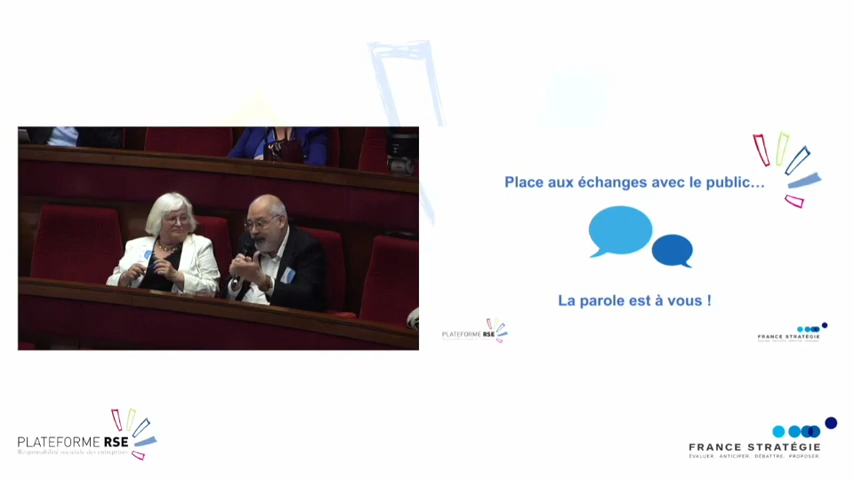 Place aux échanges avec le public…
La parole est à vous !
PLATEFORME RSE
FRANCE STRATÉGIE
PLATEFORME RSE
Responsabilité sociétale des entreprises
FRANCE STRATÉGIE
ÉVALUER. ANTICIPER. DÉBATTRE. PROPOSER.